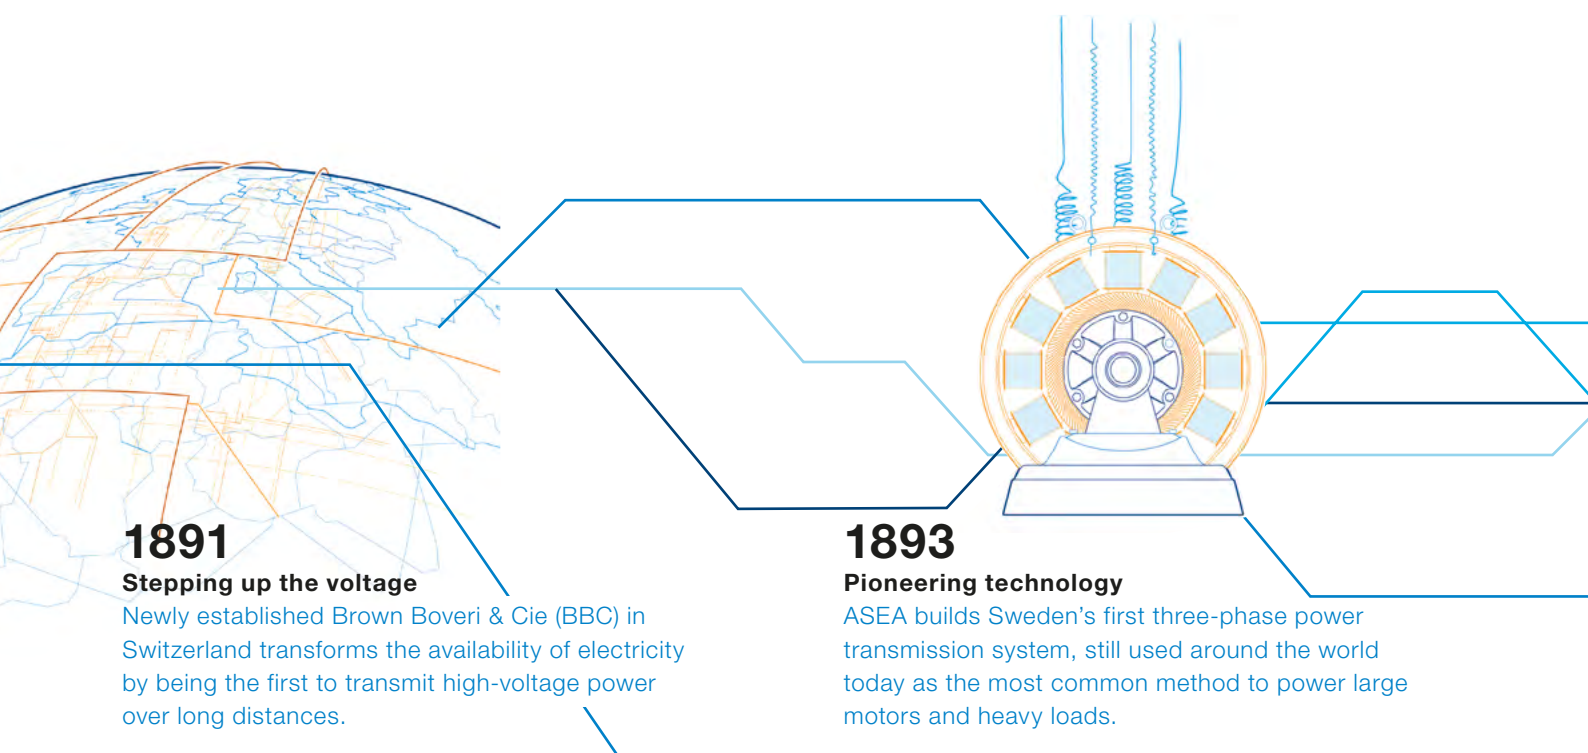 1891
Stepping up the voltage
Newly established Brown Boveri & Cie (BBC) in
Switzerland transforms the availability of electricity
by being the first to transmit high-voltage power
over long distances.
1893
Pioneering technology
ASEA builds Sweden’s first three-phase power
transmission system, still used around the world
today as the most common method to power large
motors and heavy loads.